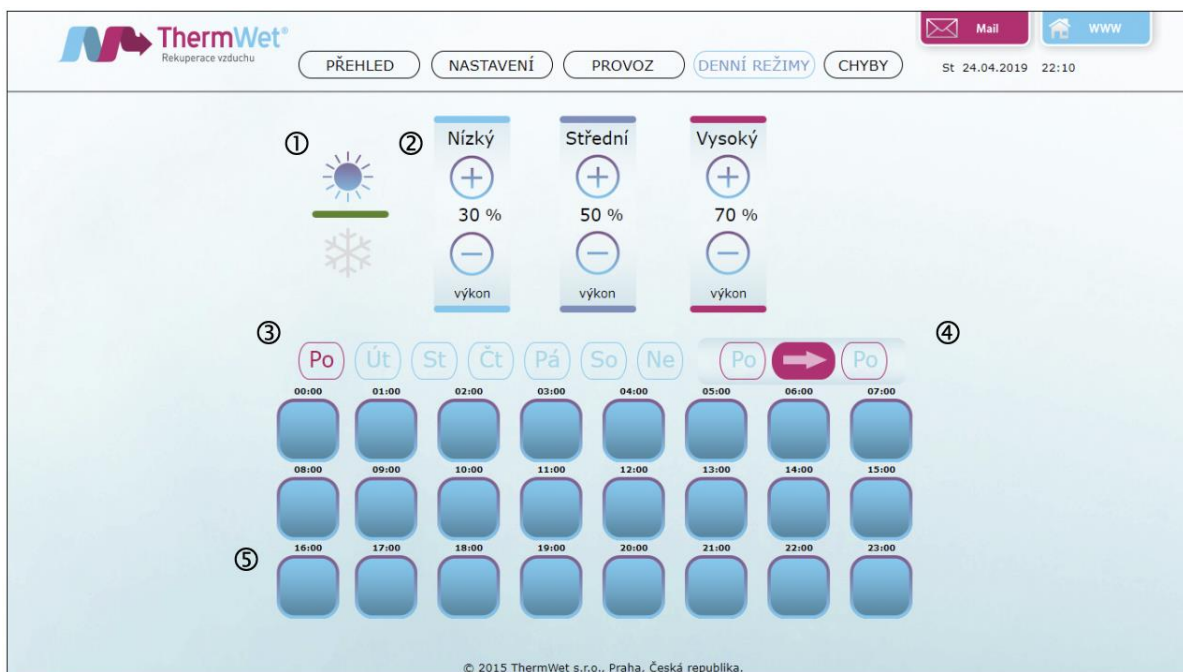 ThermWet®
Rekuperace vzduchu
Mail
WWW
PŘEHLED NASTAVENÍ PROVOZ DENNÍ REŽIMY CHYBY
St 24.04.2019 22:10
① ② Nízký Střední Vysoký
30 % 50 % 70 %
výkon výkon výkon
③ ④
Po Út St Čt Pá So Ne Po Po
00:00 01:00 02:00 03:00 04:00 05:00 06:00 07:00
08:00 09:00 10:00 11:00 12:00 13:00 14:00 15:00
⑤ 16:00 17:00 18:00 19:00 20:00 21:00 22:00 23:00
© 2015 ThermWet s.r.o., Praha, Česká republika.